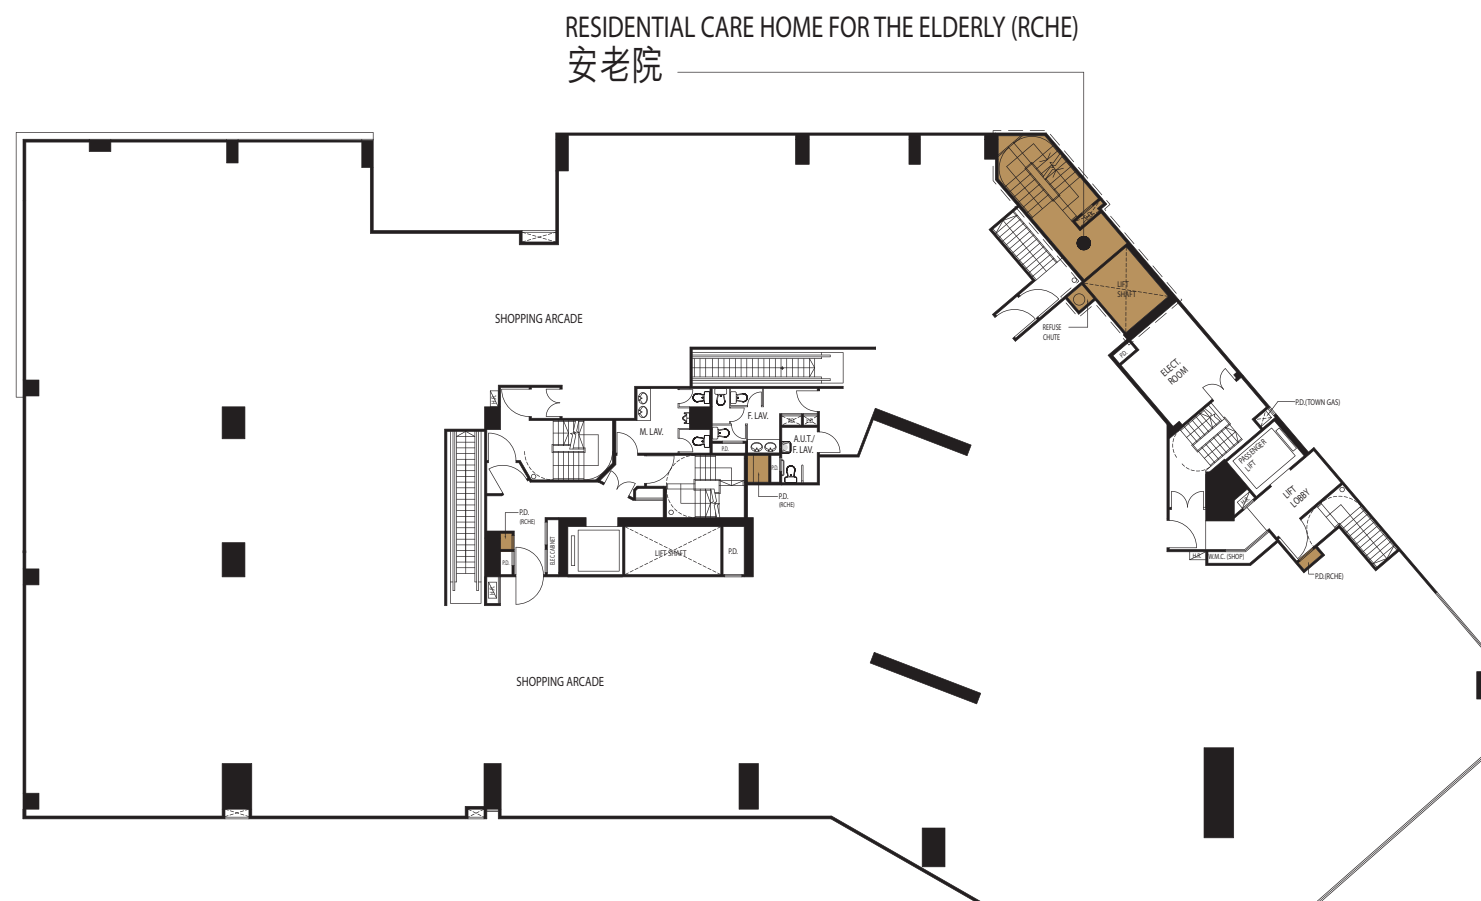 RESIDENTIAL CARE HOME FOR THE ELDERLY (RCHE)
安老院
LIFT
SHAFT
SHOPPING ARCADE
REFUSE
CHUTE
P.D.
ELECT.
ROOM
P.D.(TOWN GAS)
F. LAV.
M. LAV.
A.U.T./
F. LAV.
P.D.
P.D.
PASSENGER
LIFT
LIFT
LOBBY
P.D.
(RCHE)
P.D.
(RCHE)
ELEC CABINET
LIFT SHAFT
P.D.
P.D.
H.R.
H.R.
M.M.C. (SHOP)
P.D.(RCHE)
SHOPPING ARCADE